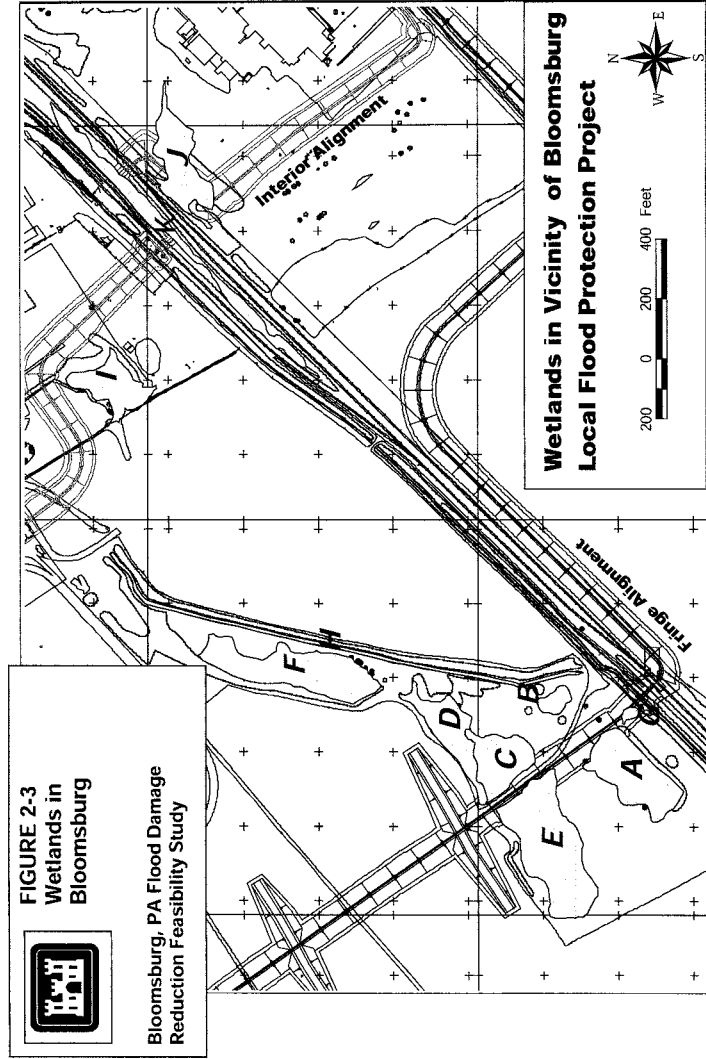 FIGURE 2-3
Wetlands in
Bloomsburg
Bloomsburg, PA Flood Damage
Reduction Feasibility Study
F
H
D
B
C
E
A
G
I
K
J
Interior Alignment
Fringe Alignment
Wetlands in Vicinity of Bloomsburg
Local Flood Protection Project
200 0 200 400 Feet
N
W E
S